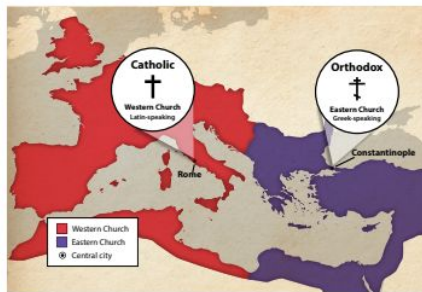 Catholic
Western Church
Latin-speaking
Orthodox
Eastern Church
Greek-speaking
Constantinople
Rome
Western Church
Eastern Church
Central city